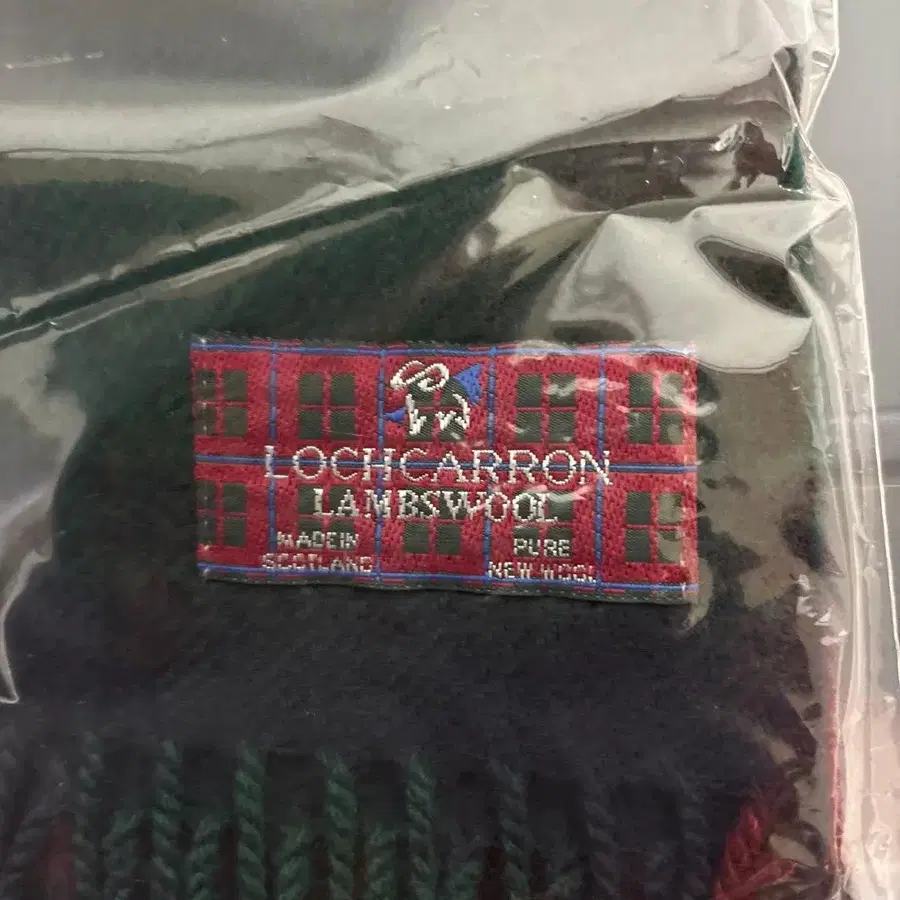 LOCHCARRON
LAMBSWOOL
MADE IN
SCOTLAND
PURE
NEW WOOL